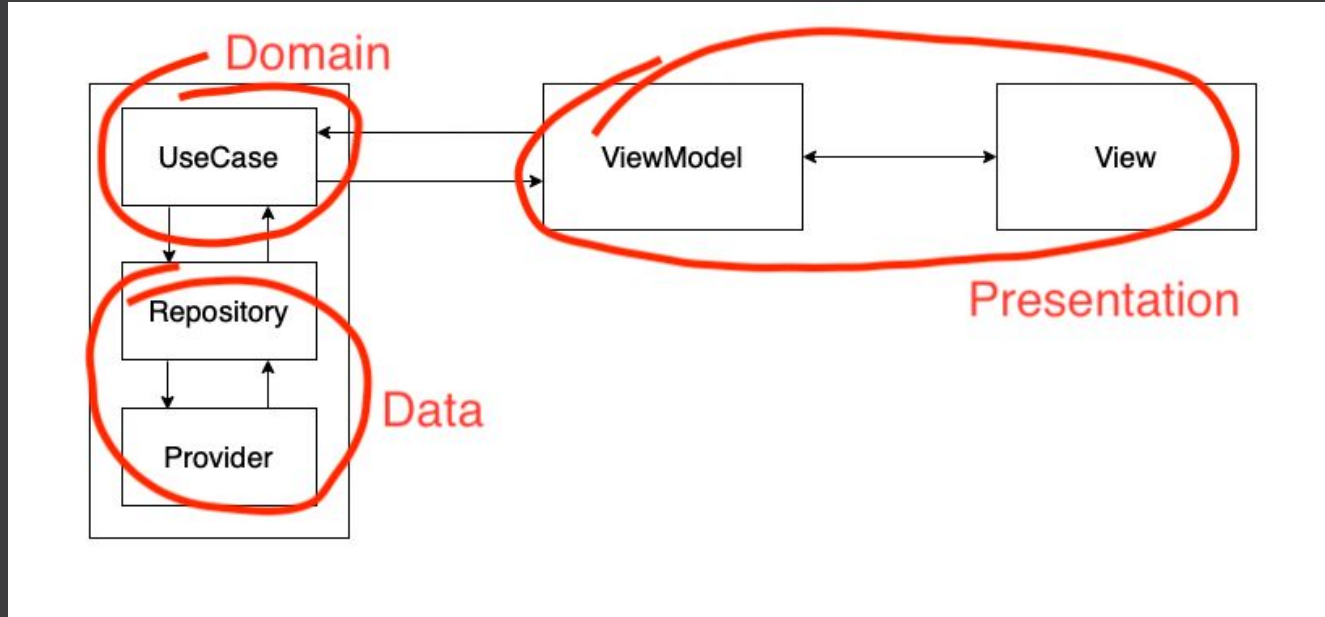 Domain
UseCase
ViewModel
View
Repository
Presentation
Data
Provider